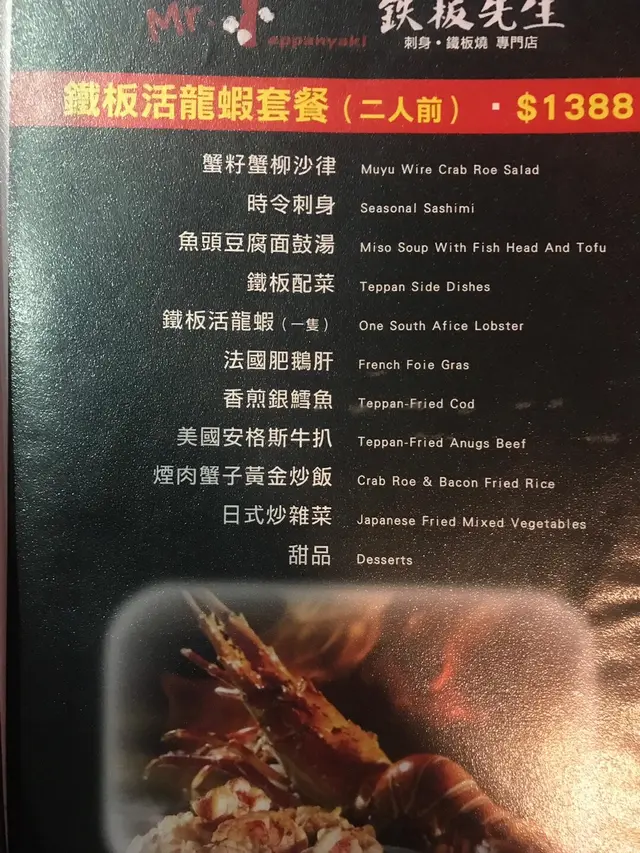 Mr. Teppanyaki
鉄板先生
刺身·鐵板燒 專門店
鐵板活龍蝦套餐(二人前)·$1388
蟹籽蟹柳沙律 Muyu Wire Crab Roe Salad
時令刺身 Seasonal Sashimi
魚頭豆腐面鼓湯 Miso Soup With Fish Head And Tofu
鐵板配菜 Teppan Side Dishes
鐵板活龍蝦(一隻) One South Afice Lobster
法國肥鵝肝 French Foie Gras
香煎銀鱈魚 Teppan-Fried Cod
美國安格斯牛扒 Teppan-Fried Anugs Beef
煙肉蟹子黃金炒飯 Crab Roe & Bacon Fried Rice
日式炒雜菜 Japanese Fried Mixed Vegetables
甜品 Desserts